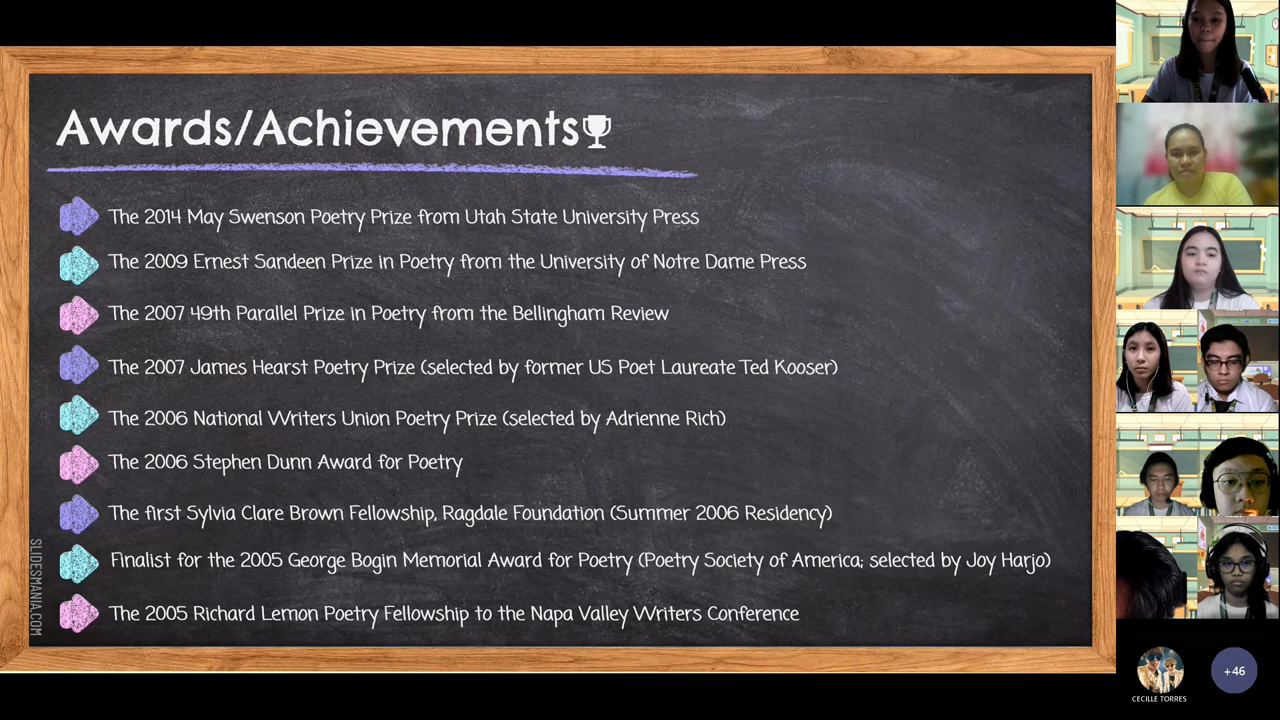 Awards/Achievements
The 2014 May Swenson Poetry Prize from Utah State University Press
The 2009 Ernest Sandeen Prize in Poetry from the University of Notre Dame Press
The 2007 49th Parallel Prize in Poetry from the Bellingham Review
The 2007 James Hearst Poetry Prize (selected by former US Poet Laureate Ted Kooser)
The 2006 National Writers Union Poetry Prize (selected by Adrienne Rich)
The 2006 Stephen Dunn Award for Poetry
The first Sylvia Clare Brown Fellowship, Ragdale Foundation (Summer 2006 Residency)
Finalist for the 2005 George Bogin Memorial Award for Poetry (Poetry Society of America; selected by Joy Harjo)
The 2005 Richard Lemon Poetry Fellowship to the Napa Valley Writers Conference
SLIDESMANIA.COM
CECILLE TORRES
+46